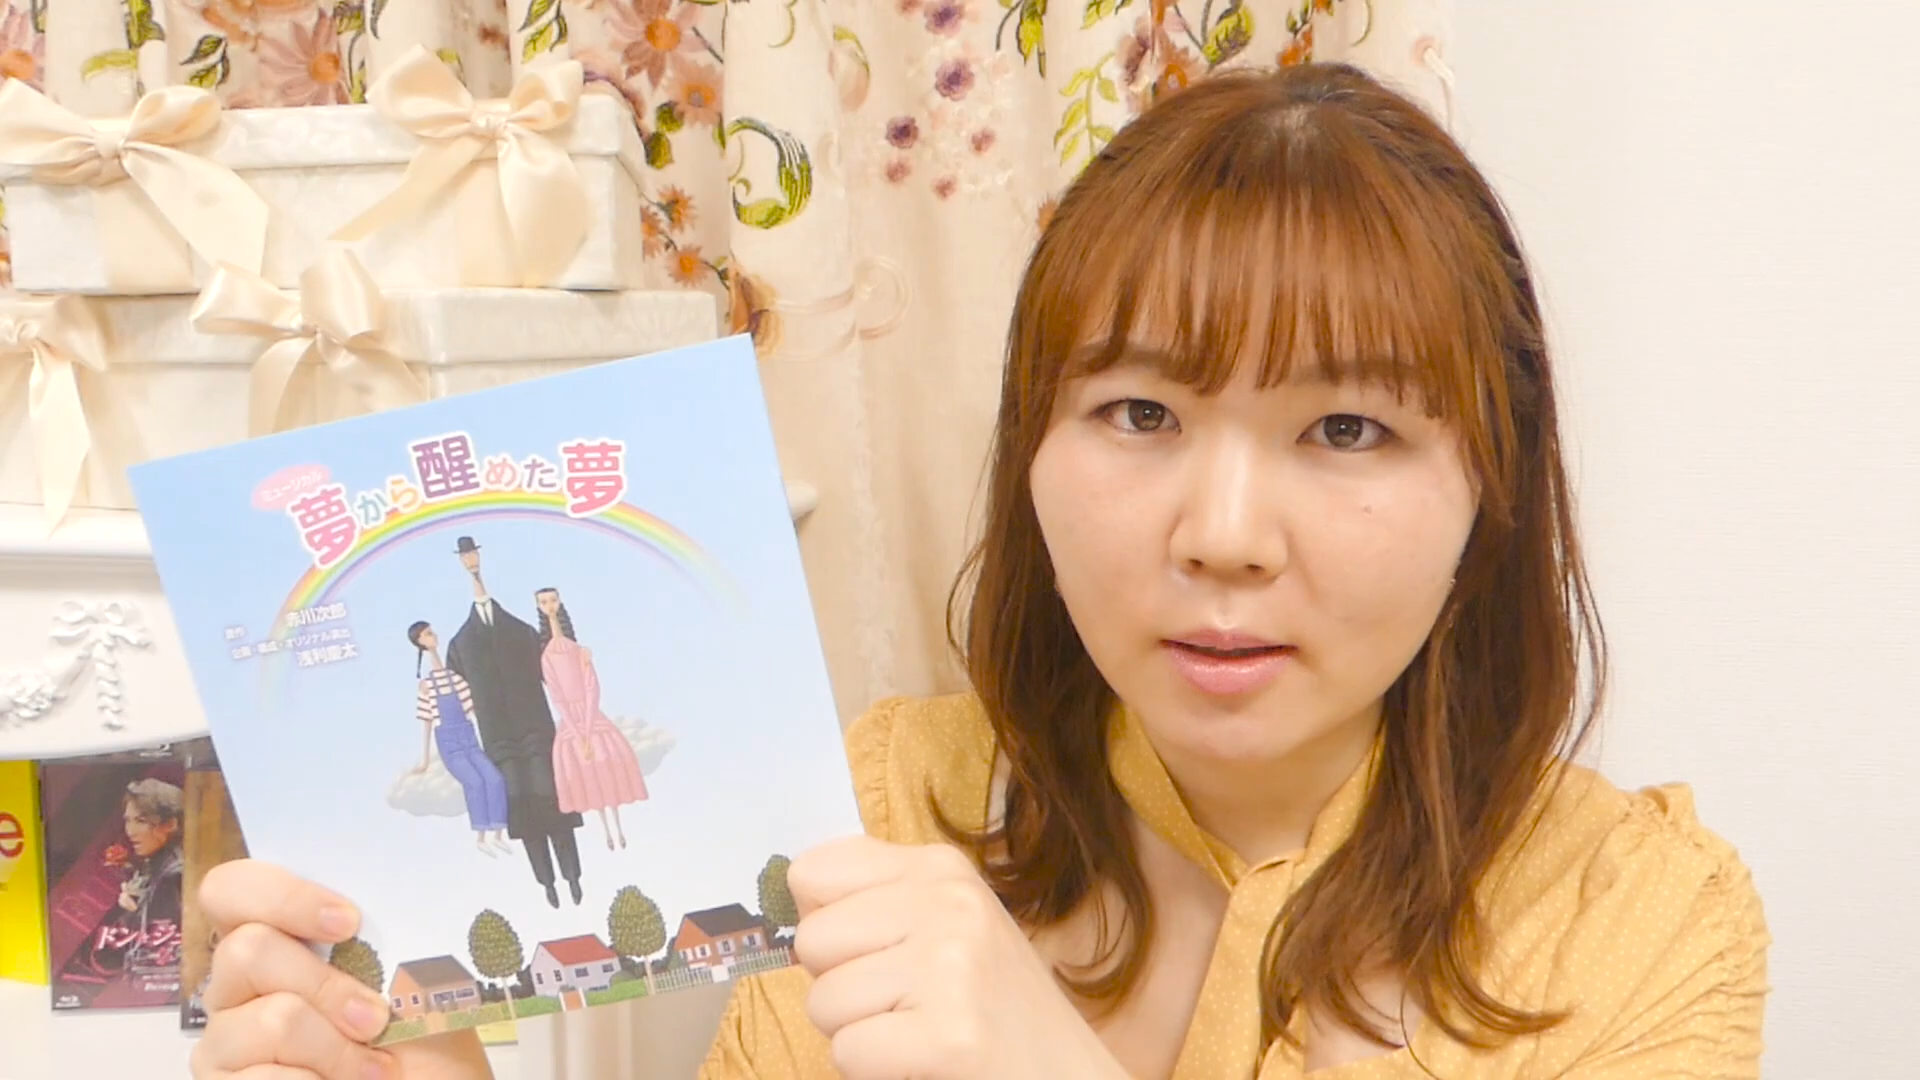 ミュージカル
夢から醒めた夢
原作 赤川次郎
企画・構成・オリジナル演出
浅利慶太
e
ドン・ジュ